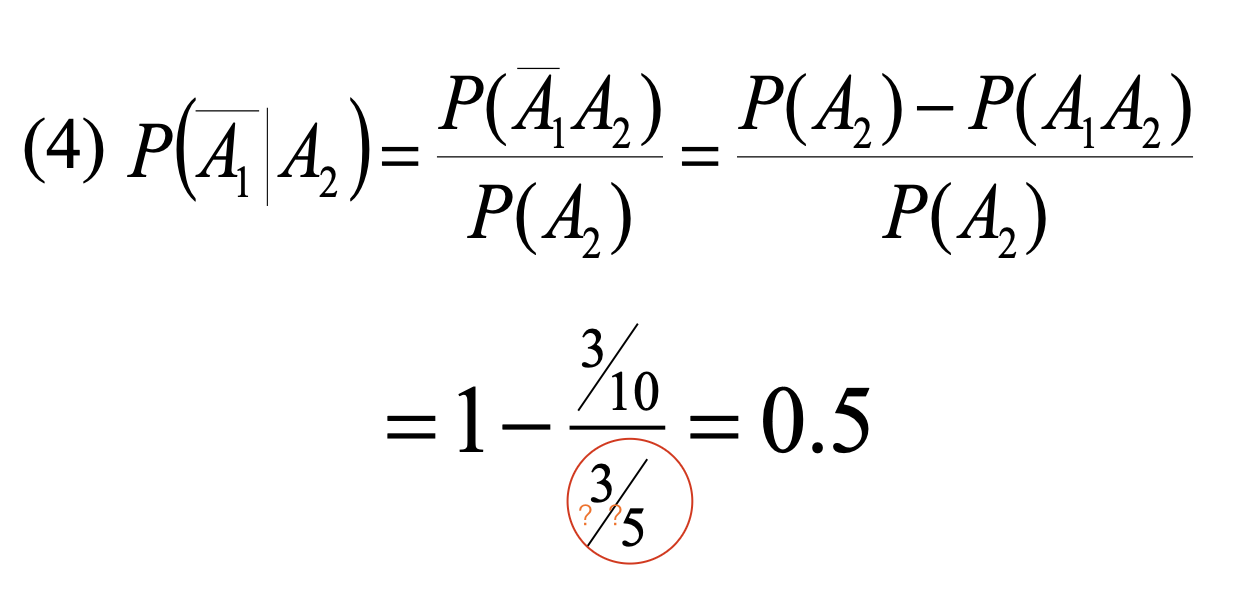 (4) P(A̅₁|A₂) = P(A̅₁A₂) / P(A₂) = (P(A₂) − P(A₁A₂)) / P(A₂)
= 1 − (3/10) / (3/5) = 0.5
? ?